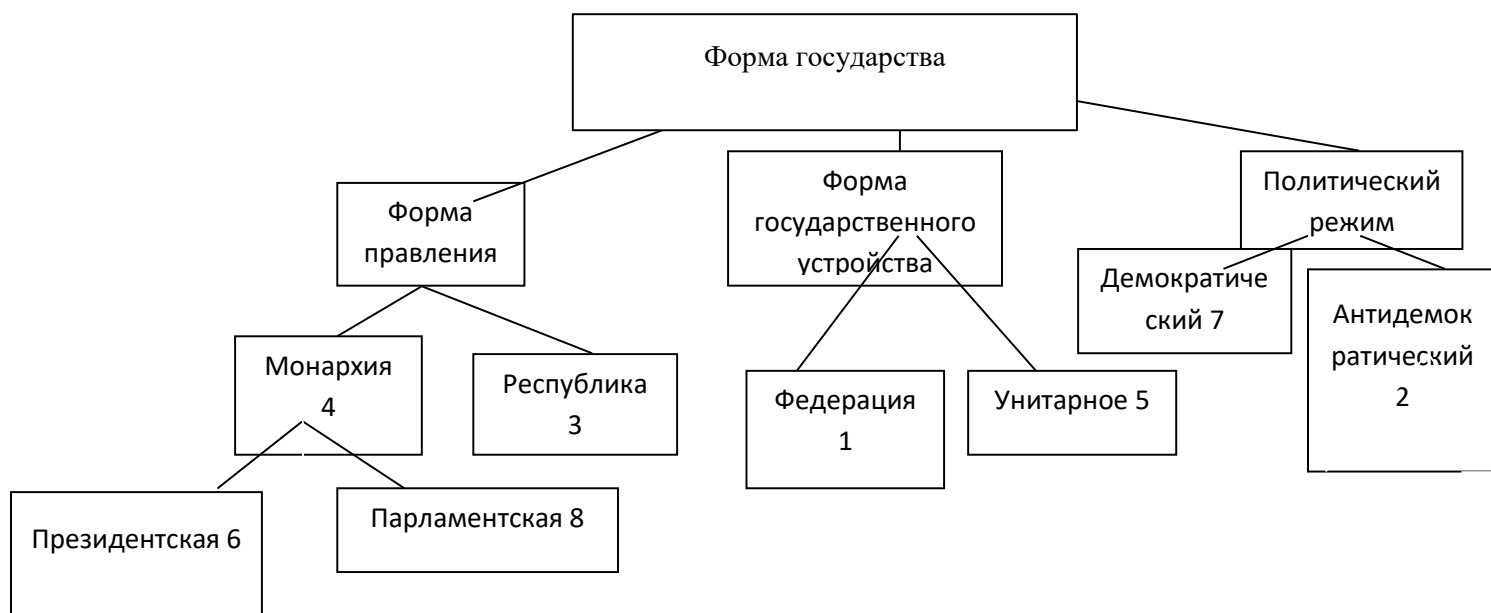 Форма государства
Форма
правления
Форма
государственного
устройства
Политический
режим
Демократиче
ский 7
Антидемок
ратический
2
Монархия
4
Республика
3
Федерация
1
Унитарное 5
Президентская 6
Парламентская 8